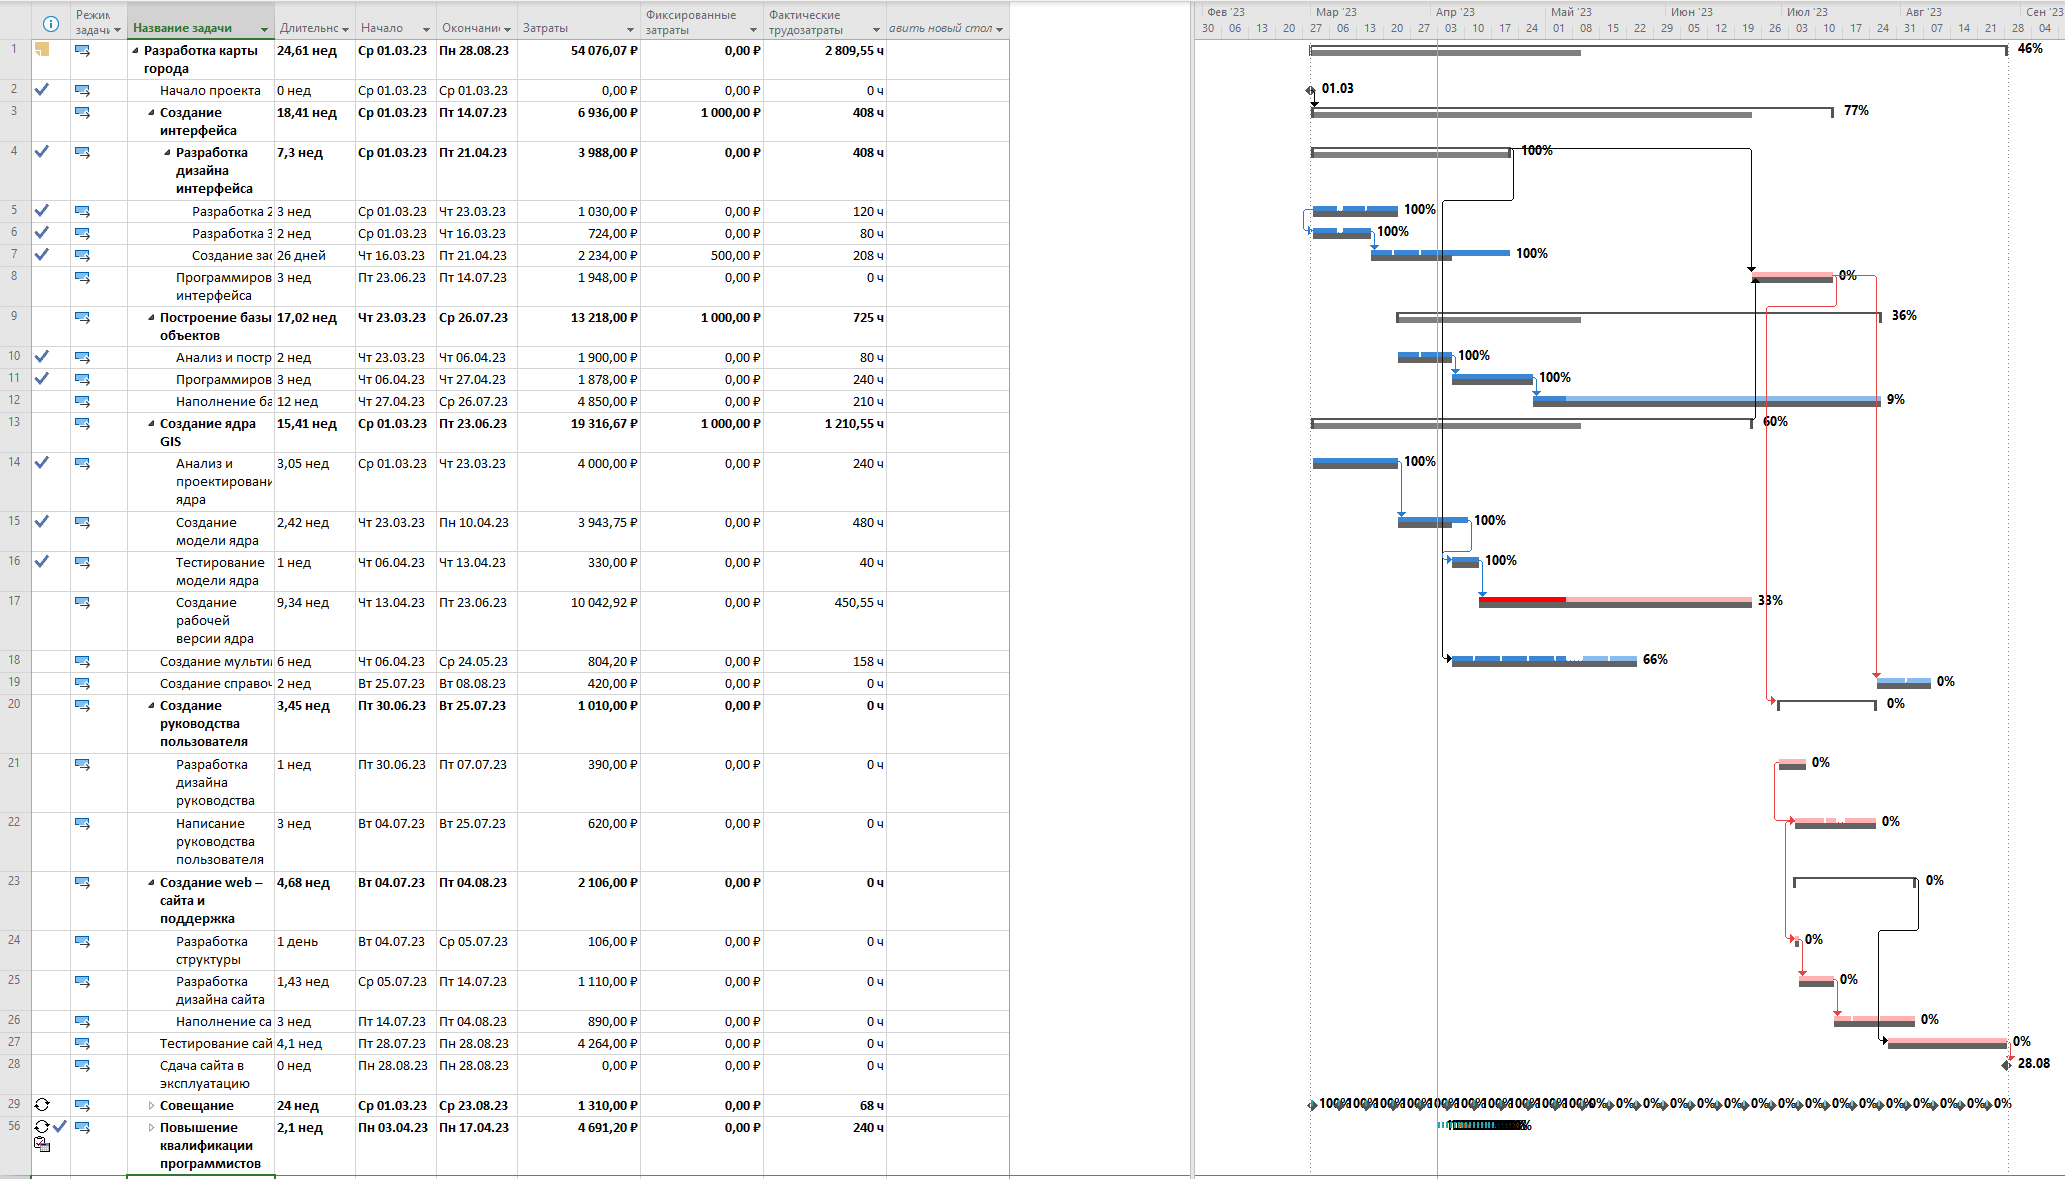 Режим задачи
Название задачи
Длительнс
Начало
Окончани
Затраты
Фиксированные затраты
Фактические трудозатраты
авить новый стол
Фев '23 Мар '23 Апр '23 Май '23 Июн '23 Июл '23 Авг '23 Сен '23
30 06 13 20 27 06 13 20 27 03 10 17 24 01 08 15 22 29 05 12 19 26 03 10 17 24 31 07 14 21 28 04
1 Разработка карты города 24,61 нед Ср 01.03.23 Пн 28.08.23 54 076,07 ₽ 0,00 ₽ 2 809,55 ч 46%
2 Начало проекта 0 нед Ср 01.03.23 Ср 01.03.23 0,00 ₽ 0,00 ₽ 0 ч 01.03
3 Создание интерфейса 18,41 нед Ср 01.03.23 Пт 14.07.23 6 936,00 ₽ 1 000,00 ₽ 408 ч 77%
4 Разработка дизайна интерфейса 7,3 нед Ср 01.03.23 Пт 21.04.23 3 988,00 ₽ 0,00 ₽ 408 ч 100%
5 Разработка 2 3 нед Ср 01.03.23 Чт 23.03.23 1 030,00 ₽ 0,00 ₽ 120 ч 100%
6 Разработка 3 2 нед Ср 01.03.23 Чт 16.03.23 724,00 ₽ 0,00 ₽ 80 ч 100%
7 Создание зас 26 дней Чт 16.03.23 Пт 21.04.23 2 234,00 ₽ 500,00 ₽ 208 ч 100%
8 Программиров интерфейса 3 нед Пт 23.06.23 Пт 14.07.23 1 948,00 ₽ 0,00 ₽ 0 ч 0%
9 Построение базы объектов 17,02 нед Чт 23.03.23 Ср 26.07.23 13 218,00 ₽ 1 000,00 ₽ 725 ч 36%
10 Анализ и постр 2 нед Чт 23.03.23 Чт 06.04.23 1 900,00 ₽ 0,00 ₽ 80 ч 100%
11 Программиров 3 нед Чт 06.04.23 Чт 27.04.23 1 878,00 ₽ 0,00 ₽ 240 ч 100%
12 Наполнение ба 12 нед Чт 27.04.23 Ср 26.07.23 4 850,00 ₽ 0,00 ₽ 210 ч 9%
13 Создание ядра GIS 15,41 нед Ср 01.03.23 Пт 23.06.23 19 316,67 ₽ 1 000,00 ₽ 1 210,55 ч 60%
14 Анализ и проектировани ядра 3,05 нед Ср 01.03.23 Чт 23.03.23 4 000,00 ₽ 0,00 ₽ 240 ч 100%
15 Создание модели ядра 2,42 нед Чт 23.03.23 Пн 10.04.23 3 943,75 ₽ 0,00 ₽ 480 ч 100%
16 Тестирование модели ядра 1 нед Чт 06.04.23 Чт 13.04.23 330,00 ₽ 0,00 ₽ 40 ч 100%
17 Создание рабочей версии ядра 9,34 нед Чт 13.04.23 Пт 23.06.23 10 042,92 ₽ 0,00 ₽ 450,55 ч 33%
18 Создание мульти 6 нед Чт 06.04.23 Ср 24.05.23 804,20 ₽ 0,00 ₽ 158 ч 66%
19 Создание справоч 2 нед Вт 25.07.23 Вт 08.08.23 420,00 ₽ 0,00 ₽ 0 ч 0%
20 Создание руководства пользователя 3,45 нед Пт 30.06.23 Вт 25.07.23 1 010,00 ₽ 0,00 ₽ 0 ч 0%
21 Разработка дизайна руководства 1 нед Пт 30.06.23 Пт 07.07.23 390,00 ₽ 0,00 ₽ 0 ч 0%
22 Написание руководства пользователя 3 нед Вт 04.07.23 Вт 25.07.23 620,00 ₽ 0,00 ₽ 0 ч 0%
23 Создание web – сайта и поддержка 4,68 нед Вт 04.07.23 Пт 04.08.23 2 106,00 ₽ 0,00 ₽ 0 ч 0%
24 Разработка структуры 1 день Вт 04.07.23 Ср 05.07.23 106,00 ₽ 0,00 ₽ 0 ч 0%
25 Разработка дизайна сайта 1,43 нед Ср 05.07.23 Пт 14.07.23 1 110,00 ₽ 0,00 ₽ 0 ч 0%
26 Наполнение са 3 нед Пт 14.07.23 Пт 04.08.23 890,00 ₽ 0,00 ₽ 0 ч 0%
27 Тестирование сай 4,1 нед Пт 28.07.23 Пн 28.08.23 4 264,00 ₽ 0,00 ₽ 0 ч 0%
28 Сдача сайта в эксплуатацию 0 нед Пн 28.08.23 Пн 28.08.23 0,00 ₽ 0,00 ₽ 0 ч 28.08
29 Совещание 24 нед Ср 01.03.23 Ср 23.08.23 1 310,00 ₽ 0,00 ₽ 68 ч 100% 100% 100% 100% 100% 100% 100% 100% 100% 100% 0% 0% 0% 0% 0% 0% 0% 0% 0% 0% 0% 0% 0% 0% 0% 0%
56 Повышение квалификации программистов 2,1 нед Пн 03.04.23 Пн 17.04.23 4 691,20 ₽ 0,00 ₽ 240 ч